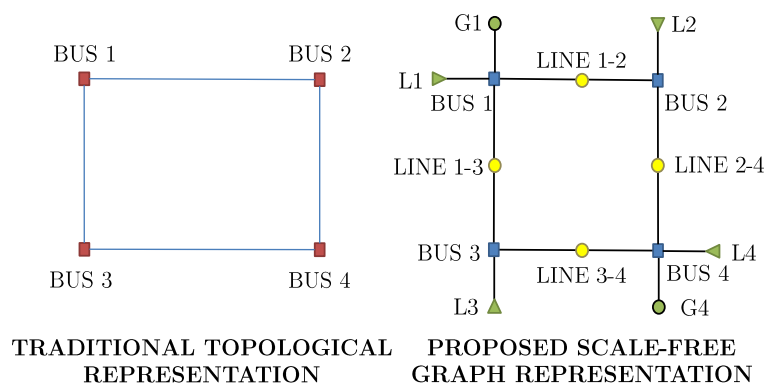 BUS 1
BUS 2
BUS 3
BUS 4
TRADITIONAL TOPOLOGICAL
REPRESENTATION
G1
L2
LINE 1-2
L1
BUS 1
BUS 2
LINE 1-3
LINE 2-4
BUS 3
L4
LINE 3-4
BUS 4
L3
G4
PROPOSED SCALE-FREE
GRAPH REPRESENTATION